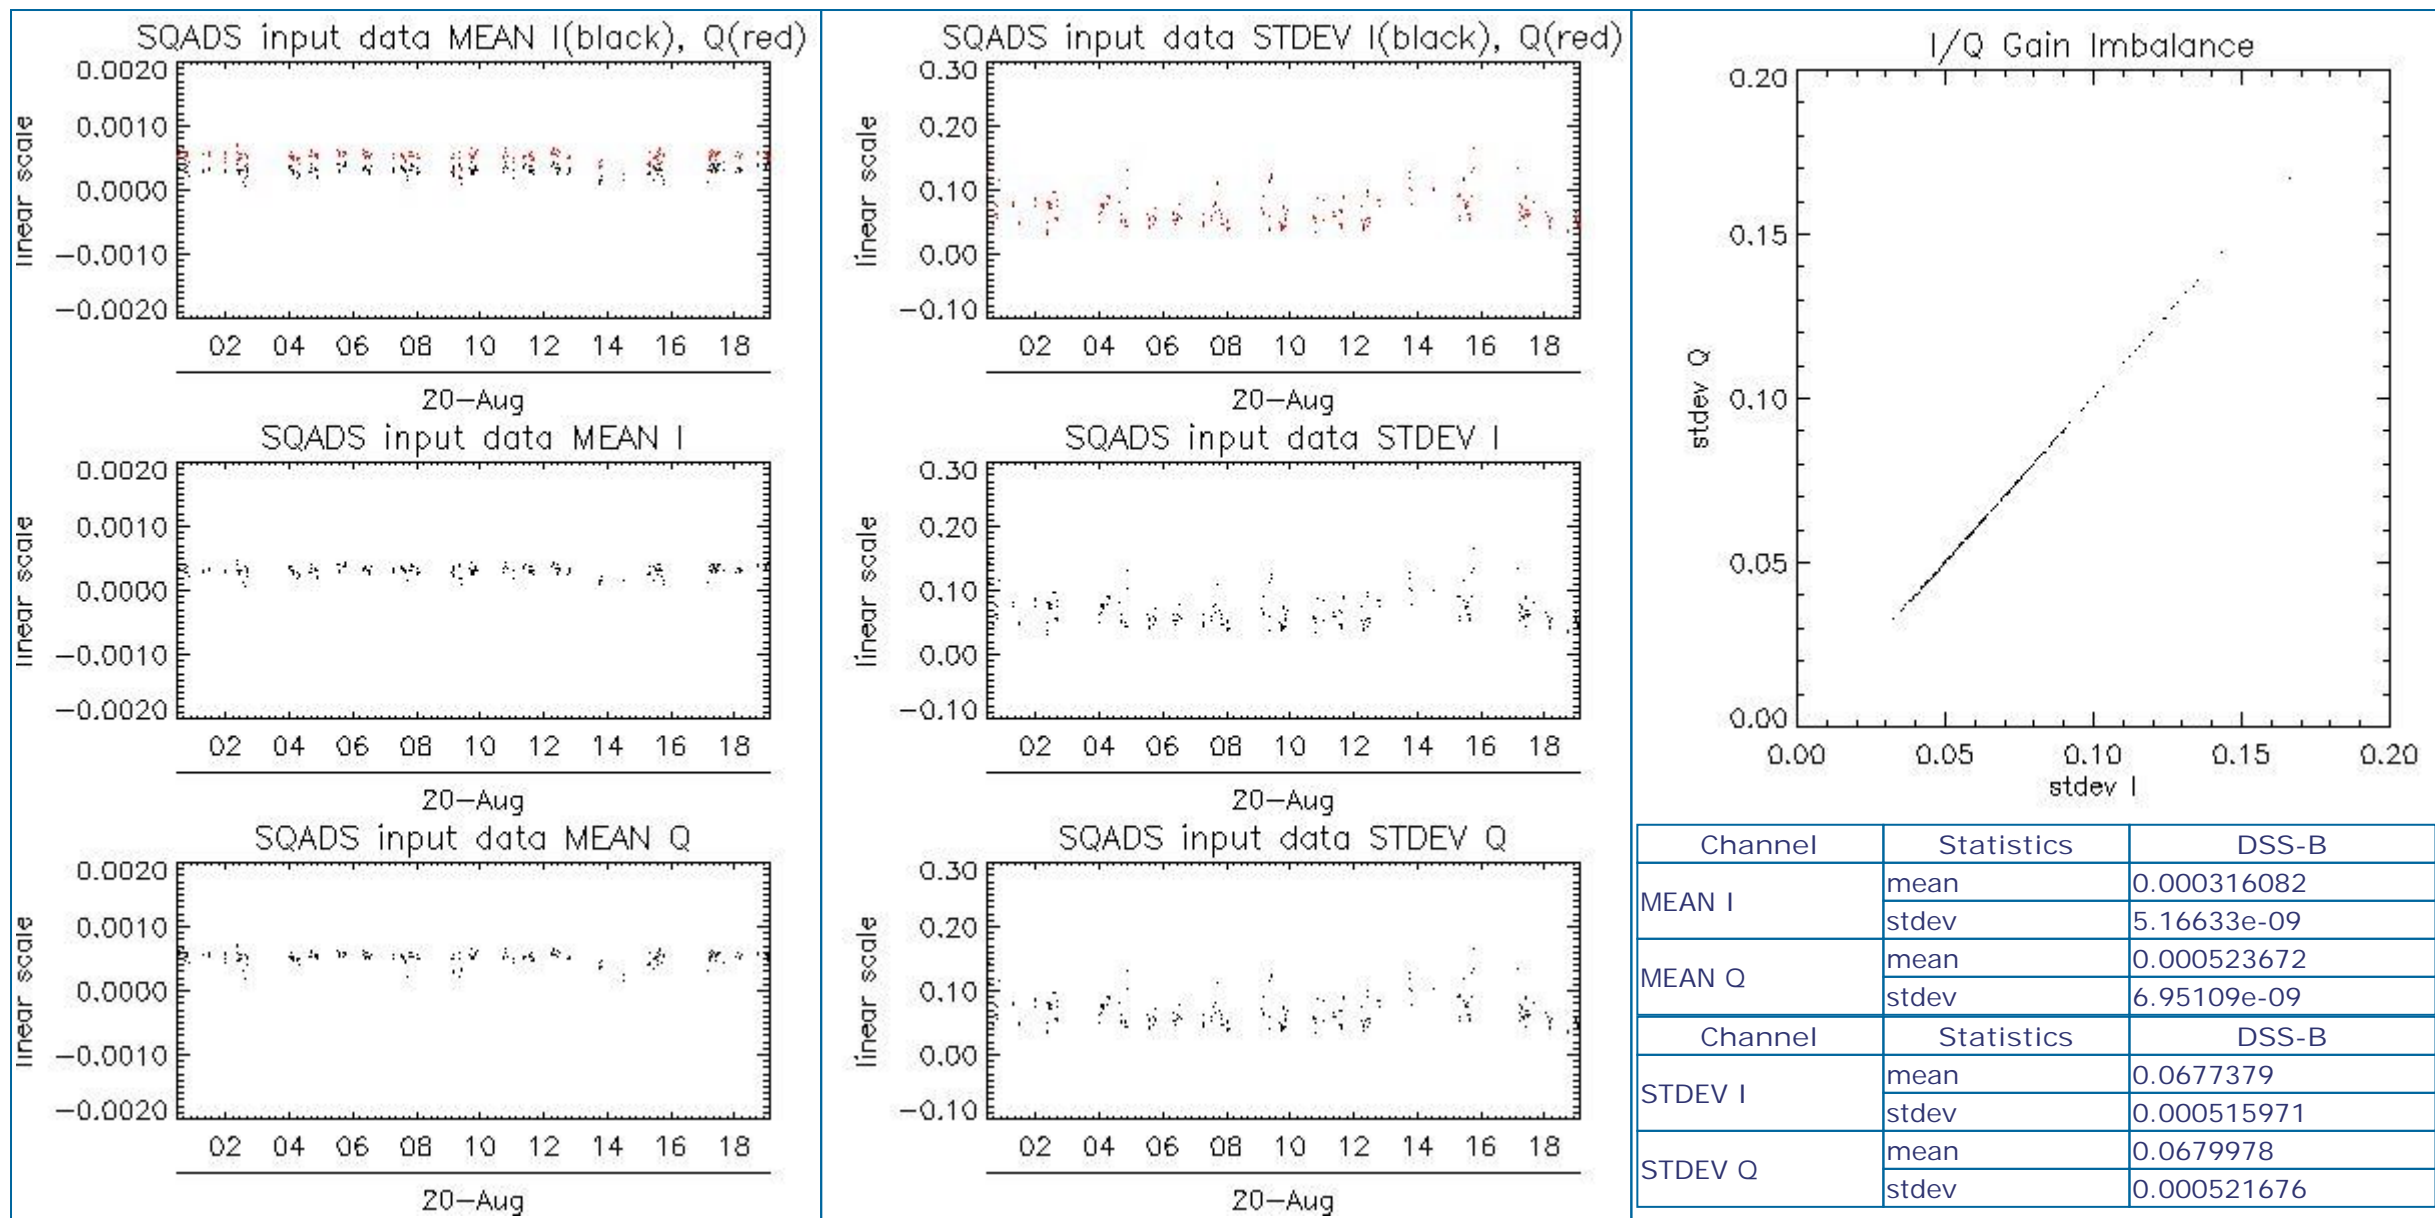 SQADS input data MEAN I(black), Q(red)
0.0020
0.0010
0.0000
−0.0010
−0.0020
linear scale
02 04 06 08 10 12 14 16 18
20−Aug
SQADS input data MEAN I
0.0020
0.0010
0.0000
−0.0010
−0.0020
linear scale
02 04 06 08 10 12 14 16 18
20−Aug
SQADS input data MEAN Q
0.0020
0.0010
0.0000
−0.0010
−0.0020
linear scale
02 04 06 08 10 12 14 16 18
20−Aug
SQADS input data STDEV I(black), Q(red)
0.30
0.20
0.10
0.00
−0.10
linear scale
02 04 06 08 10 12 14 16 18
20−Aug
SQADS input data STDEV I
0.30
0.20
0.10
0.00
−0.10
linear scale
02 04 06 08 10 12 14 16 18
20−Aug
SQADS input data STDEV Q
0.30
0.20
0.10
0.00
−0.10
linear scale
02 04 06 08 10 12 14 16 18
20−Aug
I/Q Gain Imbalance
0.20
0.15
0.10
0.05
0.00
stdev Q
0.00 0.05 0.10 0.15 0.20
stdev I
Channel Statistics DSS-B
MEAN I mean 0.000316082
stdev 5.16633e-09
MEAN Q mean 0.000523672
stdev 6.95109e-09
Channel Statistics DSS-B
STDEV I mean 0.0677379
stdev 0.000515971
STDEV Q mean 0.0679978
stdev 0.000521676